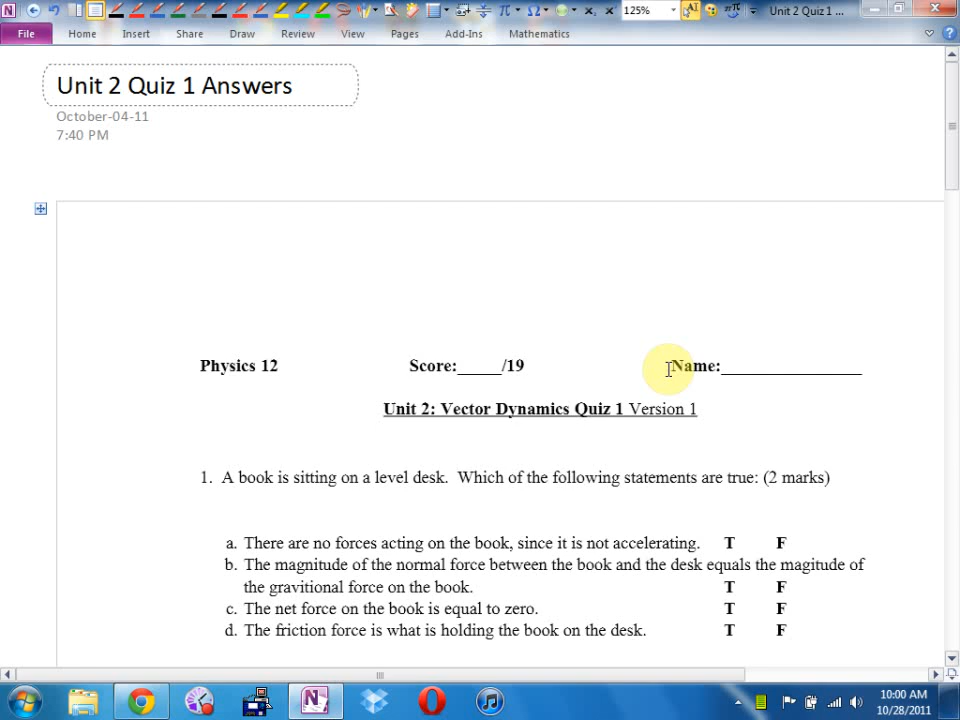 125% Unit 2 Quiz 1 ...
File Home Insert Share Draw Review View Pages Add-Ins Mathematics
Unit 2 Quiz 1 Answers
October-04-11
7:40 PM
Physics 12 Score:_____/19 Name:________________
Unit 2: Vector Dynamics Quiz 1 Version 1
1. A book is sitting on a level desk. Which of the following statements are true: (2 marks)
a. There are no forces acting on the book, since it is not accelerating. T F
b. The magnitude of the normal force between the book and the desk equals the magitude of
the gravitional force on the book. T F
c. The net force on the book is equal to zero. T F
d. The friction force is what is holding the book on the desk. T F
10:00 AM
10/28/2011